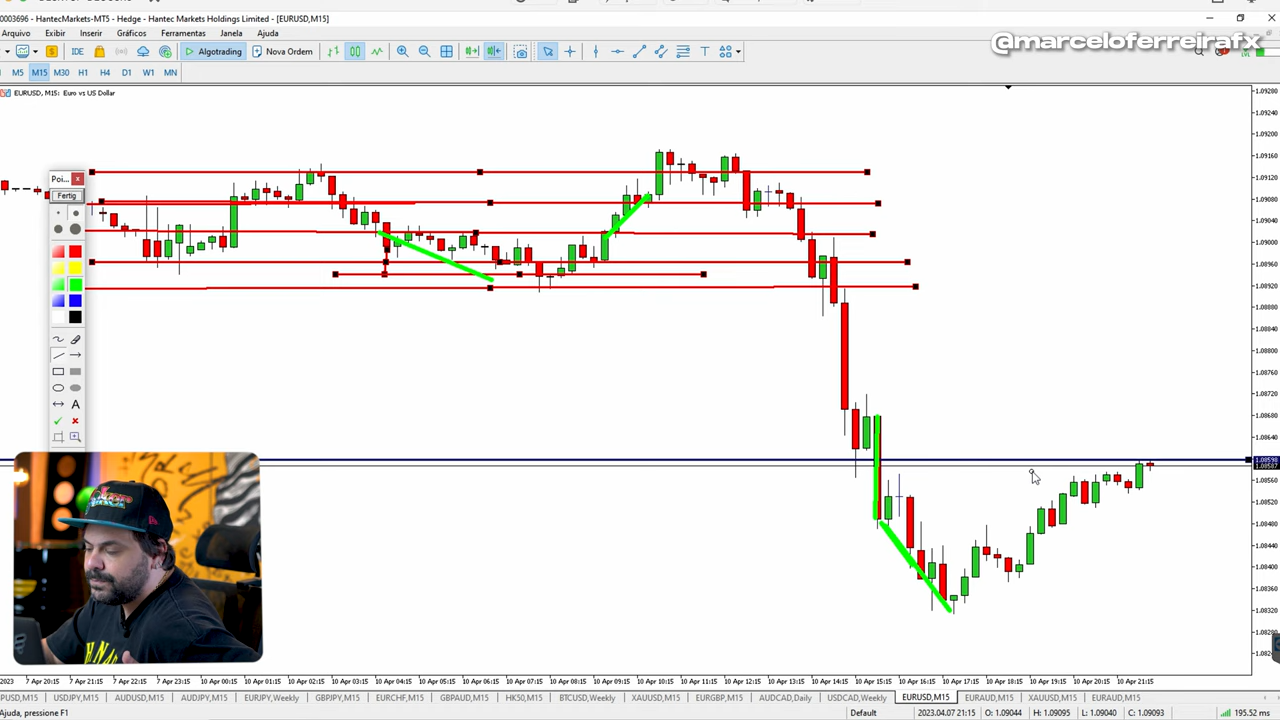 0003696 - HantecMarkets-MT5 - Hedge - Hantec Markets Holdings Limited - [EURUSD,M15]
Arquivo Exibir Inserir Gráficos Ferramentas Janela Ajuda
IDE Algotrading Nova Ordem
@marceloferreirafx
M5 M15 M30 H1 H4 D1 W1 MN
EURUSD, M15: Euro vs US Dollar
1.09280
1.09240
1.09200
1.09160
1.09120
1.09080
1.09040
1.09000
1.08960
1.08920
1.08880
1.08840
1.08800
1.08760
1.08720
1.08680
1.08640
1.08598
1.08587
1.08560
1.08520
1.08480
1.08440
1.08400
1.08360
1.08320
1.08280
1.0824
Poi...
Fertig
A
2023 7 Apr 20:15 7 Apr 21:15 7 Apr 22:15 7 Apr 23:15 10 Apr 00:15 10 Apr 01:15 10 Apr 02:15 10 Apr 03:15 10 Apr 04:15 10 Apr 05:15 10 Apr 06:15 10 Apr 07:15 10 Apr 08:15 10 Apr 09:15 10 Apr 10:15 10 Apr 11:15 10 Apr 12:15 10 Apr 13:15 10 Apr 14:15 10 Apr 15:15 10 Apr 16:15 10 Apr 17:15 10 Apr 18:15 10 Apr 19:15 10 Apr 20:15 10 Apr 21:15
PUSD,M15 USDJPY,M15 AUDUSD,M15 AUDJPY,M15 EURJPY,Weekly GBPJPY,M15 EURCHF,M15 GBPAUD,M15 HK50,M15 BTCUSD,Weekly XAUUSD,M15 EURGBP,M15 AUDCAD,Daily USDCAD,Weekly EURUSD,M15 EURAUD,M15 XAUUSD,M15 EURAUD,M15
Ajuda, pressione F1 Default 2023.04.07 21:15 O: 1.09044 H: 1.09095 L: 1.09040 C: 1.09093 195.52 ms